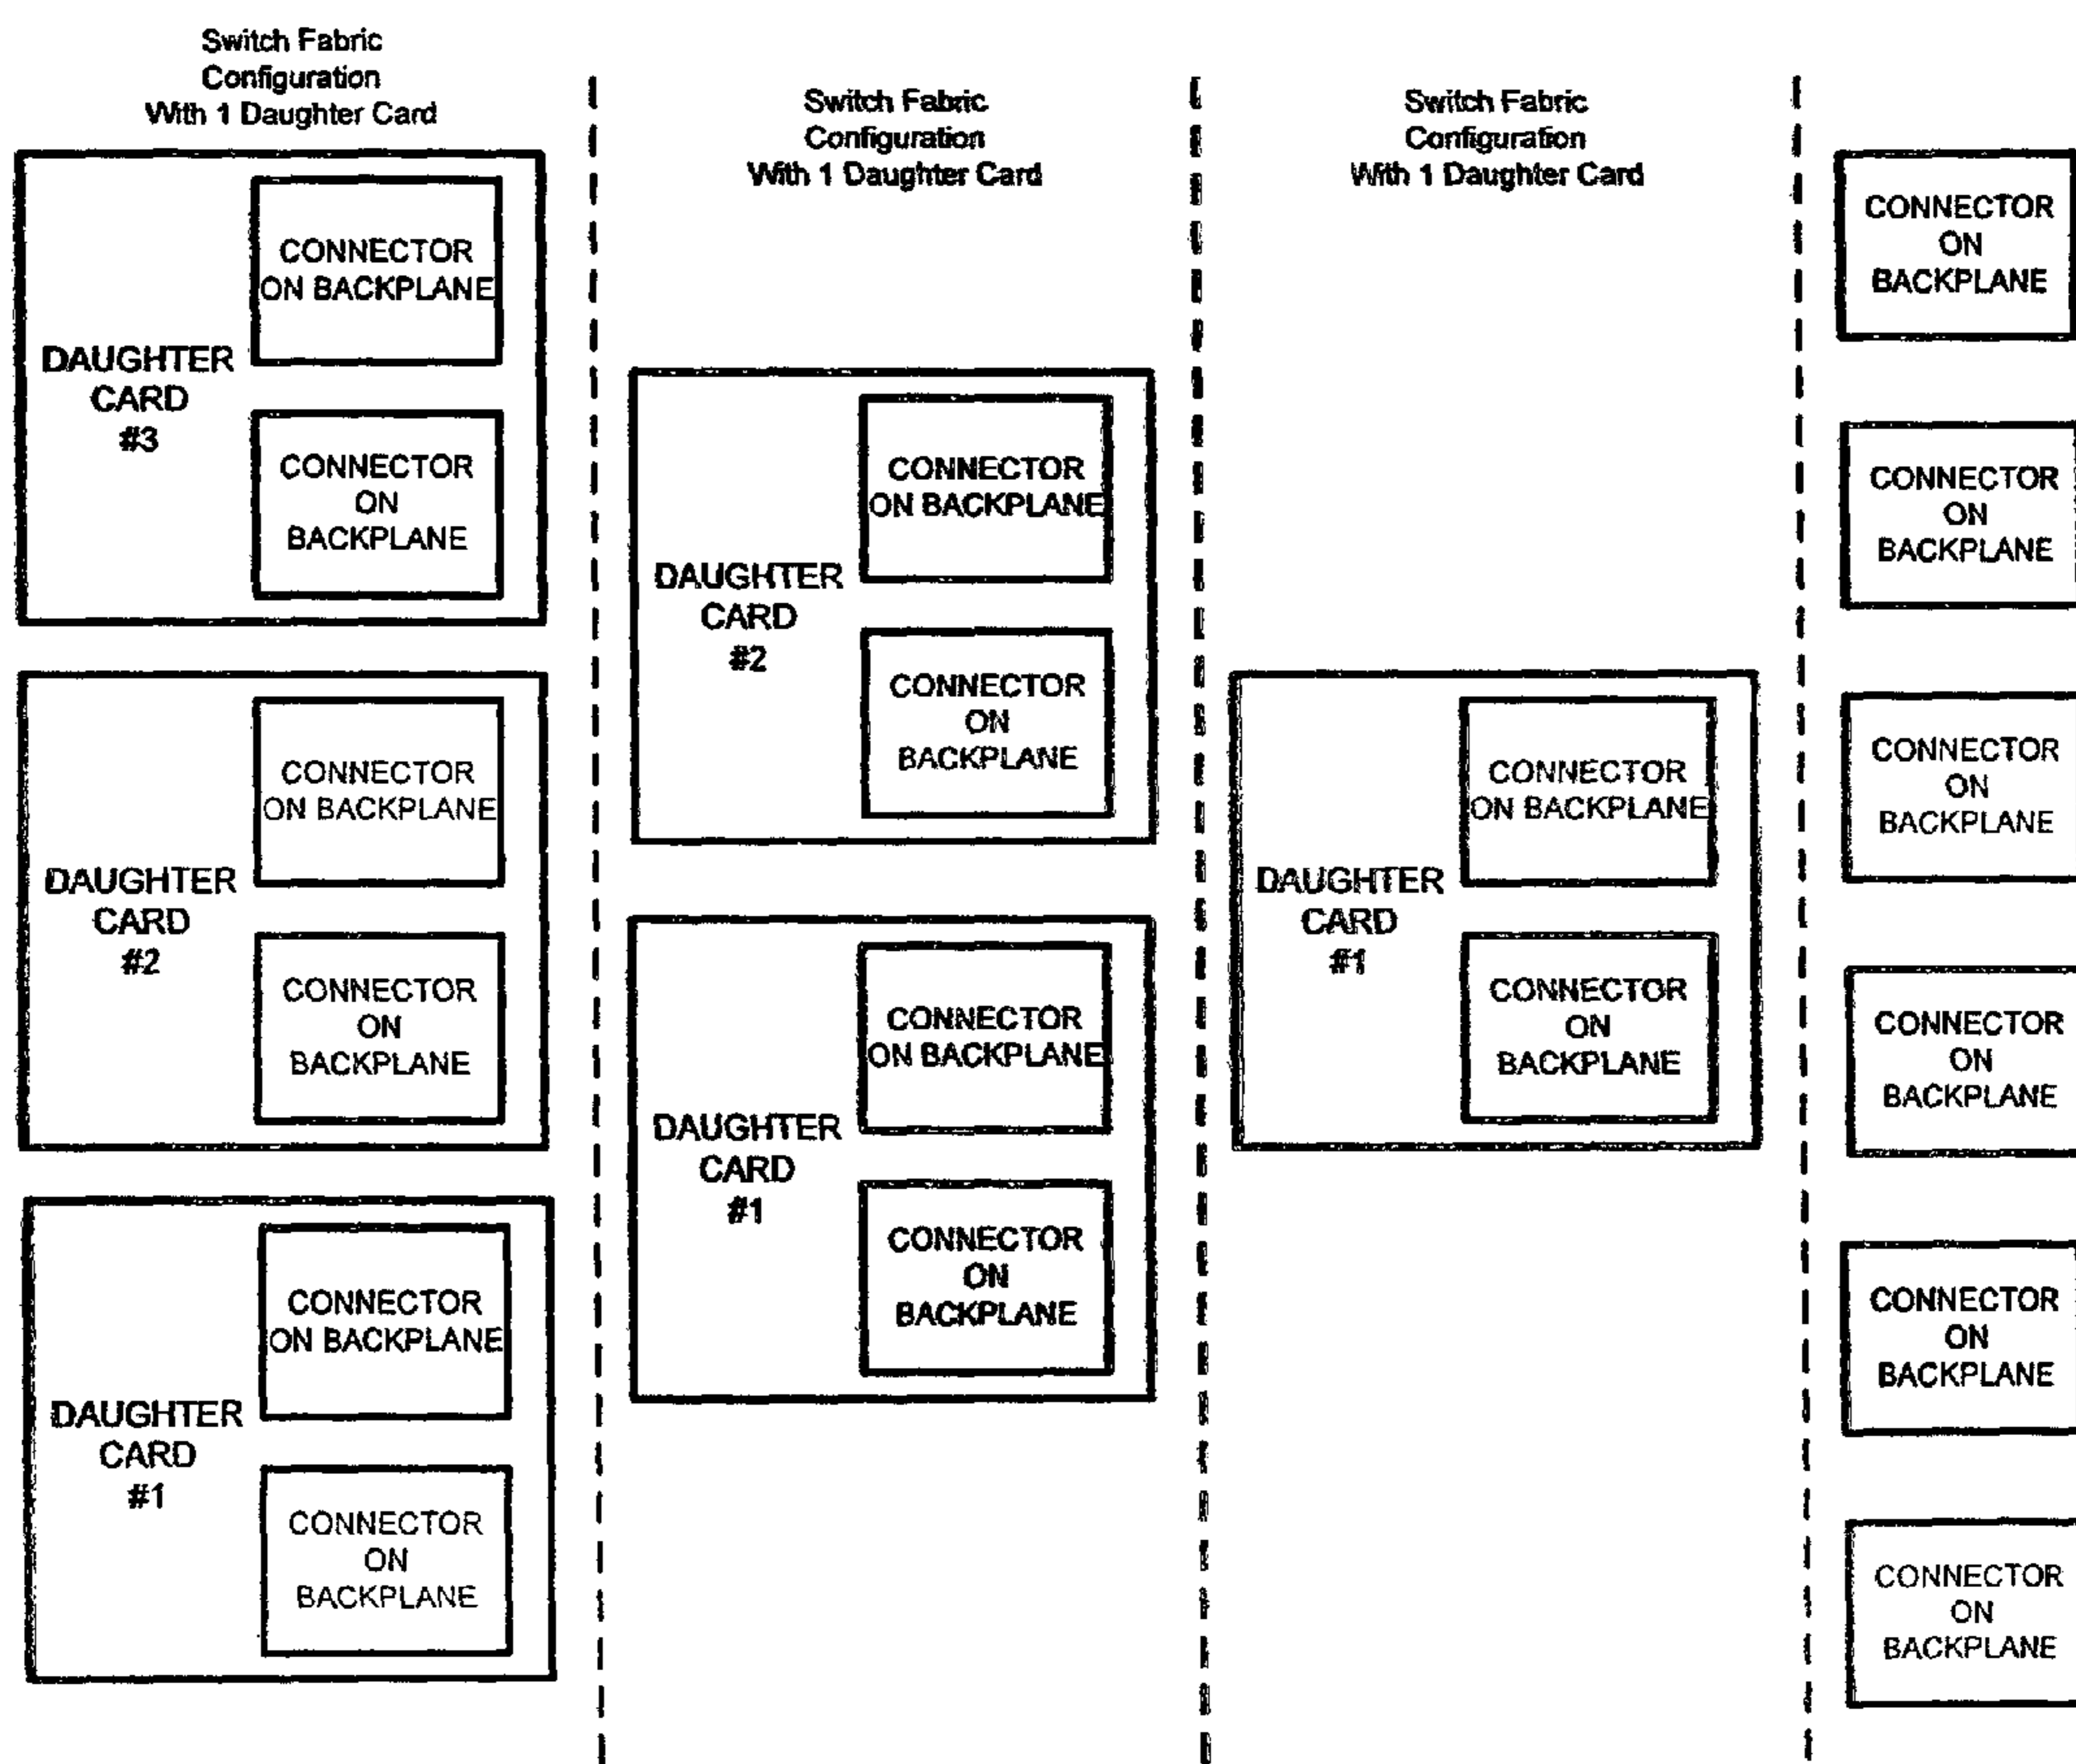 Switch Fabric
Configuration
With 1 Daughter Card
CONNECTOR
ON BACKPLANE
DAUGHTER
CARD
#3
CONNECTOR
ON
BACKPLANE
CONNECTOR
ON BACKPLANE
DAUGHTER
CARD
#2
CONNECTOR
ON
BACKPLANE
CONNECTOR
ON BACKPLANE
DAUGHTER
CARD
#1
CONNECTOR
ON
BACKPLANE
Switch Fabric
Configuration
With 1 Daughter Card
CONNECTOR
ON BACKPLANE
DAUGHTER
CARD
#2
CONNECTOR
ON
BACKPLANE
CONNECTOR
ON BACKPLANE
DAUGHTER
CARD
#1
CONNECTOR
ON
BACKPLANE
Switch Fabric
Configuration
With 1 Daughter Card
CONNECTOR
ON BACKPLANE
DAUGHTER
CARD
#1
CONNECTOR
ON
BACKPLANE
CONNECTOR
ON
BACKPLANE
CONNECTOR
ON
BACKPLANE
CONNECTOR
ON
BACKPLANE
CONNECTOR
ON
BACKPLANE
CONNECTOR
ON
BACKPLANE
CONNECTOR
ON
BACKPLANE